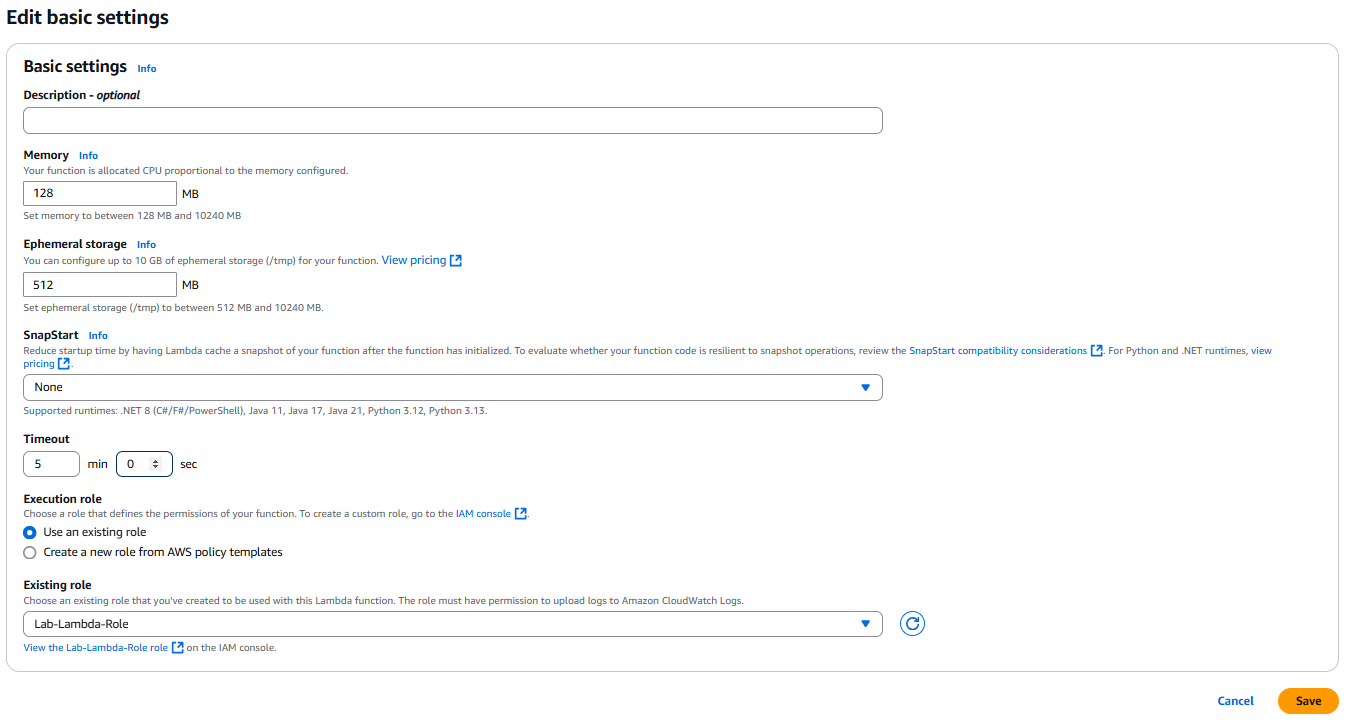 Edit basic settings
Basic settings Info
Description - optional
Memory Info
Your function is allocated CPU proportional to the memory configured.
128 MB
Set memory to between 128 MB and 10240 MB
Ephemeral storage Info
You can configure up to 10 GB of ephemeral storage (/tmp) for your function. View pricing
512 MB
Set ephemeral storage (/tmp) to between 512 MB and 10240 MB.
SnapStart Info
Reduce startup time by having Lambda cache a snapshot of your function after the function has initialized. To evaluate whether your function code is resilient to snapshot operations, review the SnapStart compatibility considerations. For Python and .NET runtimes, view
pricing.
None
Supported runtimes: .NET 8 (C#/F#/PowerShell), Java 11, Java 17, Java 21, Python 3.12, Python 3.13.
Timeout
5 min 0 sec
Execution role
Choose a role that defines the permissions of your function. To create a custom role, go to the IAM console.
Use an existing role
Create a new role from AWS policy templates
Existing role
Choose an existing role that you've created to be used with this Lambda function. The role must have permission to upload logs to Amazon CloudWatch Logs.
Lab-Lambda-Role
View the Lab-Lambda-Role role on the IAM console.
Cancel Save